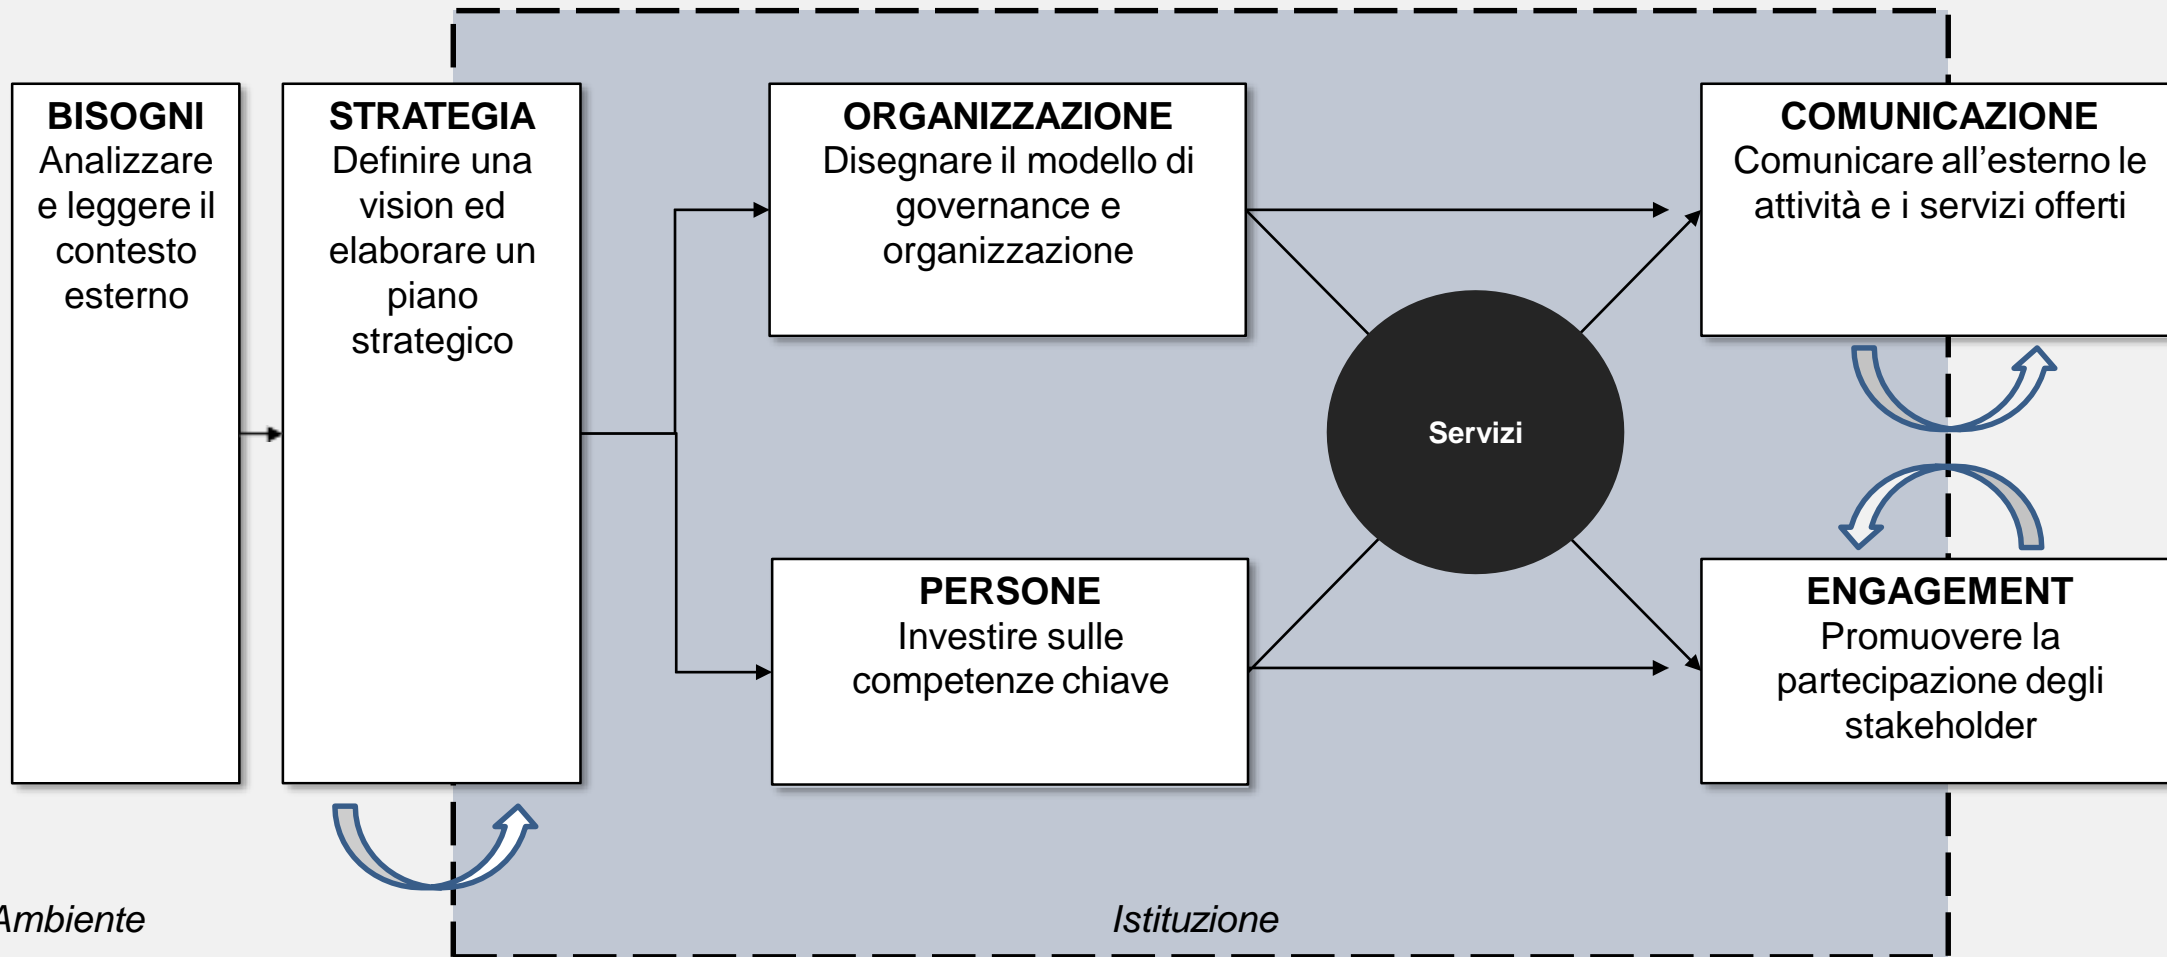 BISOGNI
Analizzare
e leggere il
contesto
esterno
STRATEGIA
Definire una
vision ed
elaborare un
piano
strategico
ORGANIZZAZIONE
Disegnare il modello di
governance e
organizzazione
COMUNICAZIONE
Comunicare all'esterno le
attività e i servizi offerti
Servizi
PERSONE
Investire sulle
competenze chiave
ENGAGEMENT
Promuovere la
partecipazione degli
stakeholder
Ambiente
Istituzione